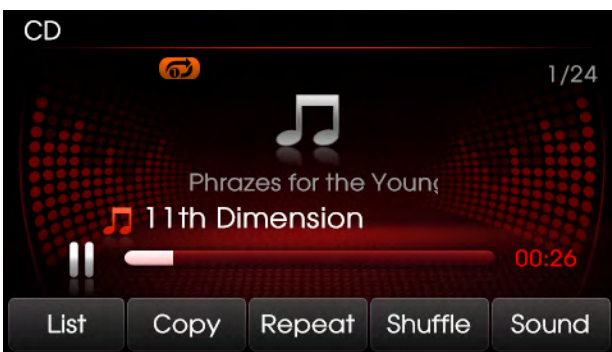 CD
1/24
Phrazes for the Young
11th Dimension
00:26
List Copy Repeat Shuffle Sound